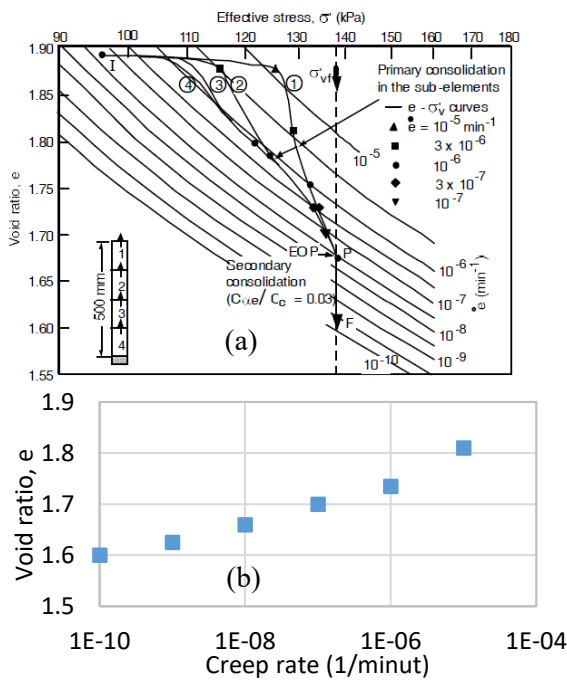 Effective stress, σ' (kPa)
90 100 110 120 130 140 150 160 170 180
1.90
1.85
1.80
1.75
1.70
1.65
1.60
1.55
Void ratio, e
I
④ ③ ② ①
σ'vf
Primary consolidation
in the sub-elements
e - σ'v curves
ė = 10-5 min-1
3 x 10-6
10-6
3 x 10-7
10-7
10-5
EOP P
Secondary
consolidation
(Cαe/ Cc = 0.03)
F
10-6
10-7
10-8
10-9
10-10
ė (min-1)
500 mm
1
2
3
4
(a)
1.9
1.8
1.7
1.6
1.5
Void ratio, e
(b)
1E-10 1E-08 1E-06 1E-04
Creep rate (1/minut)